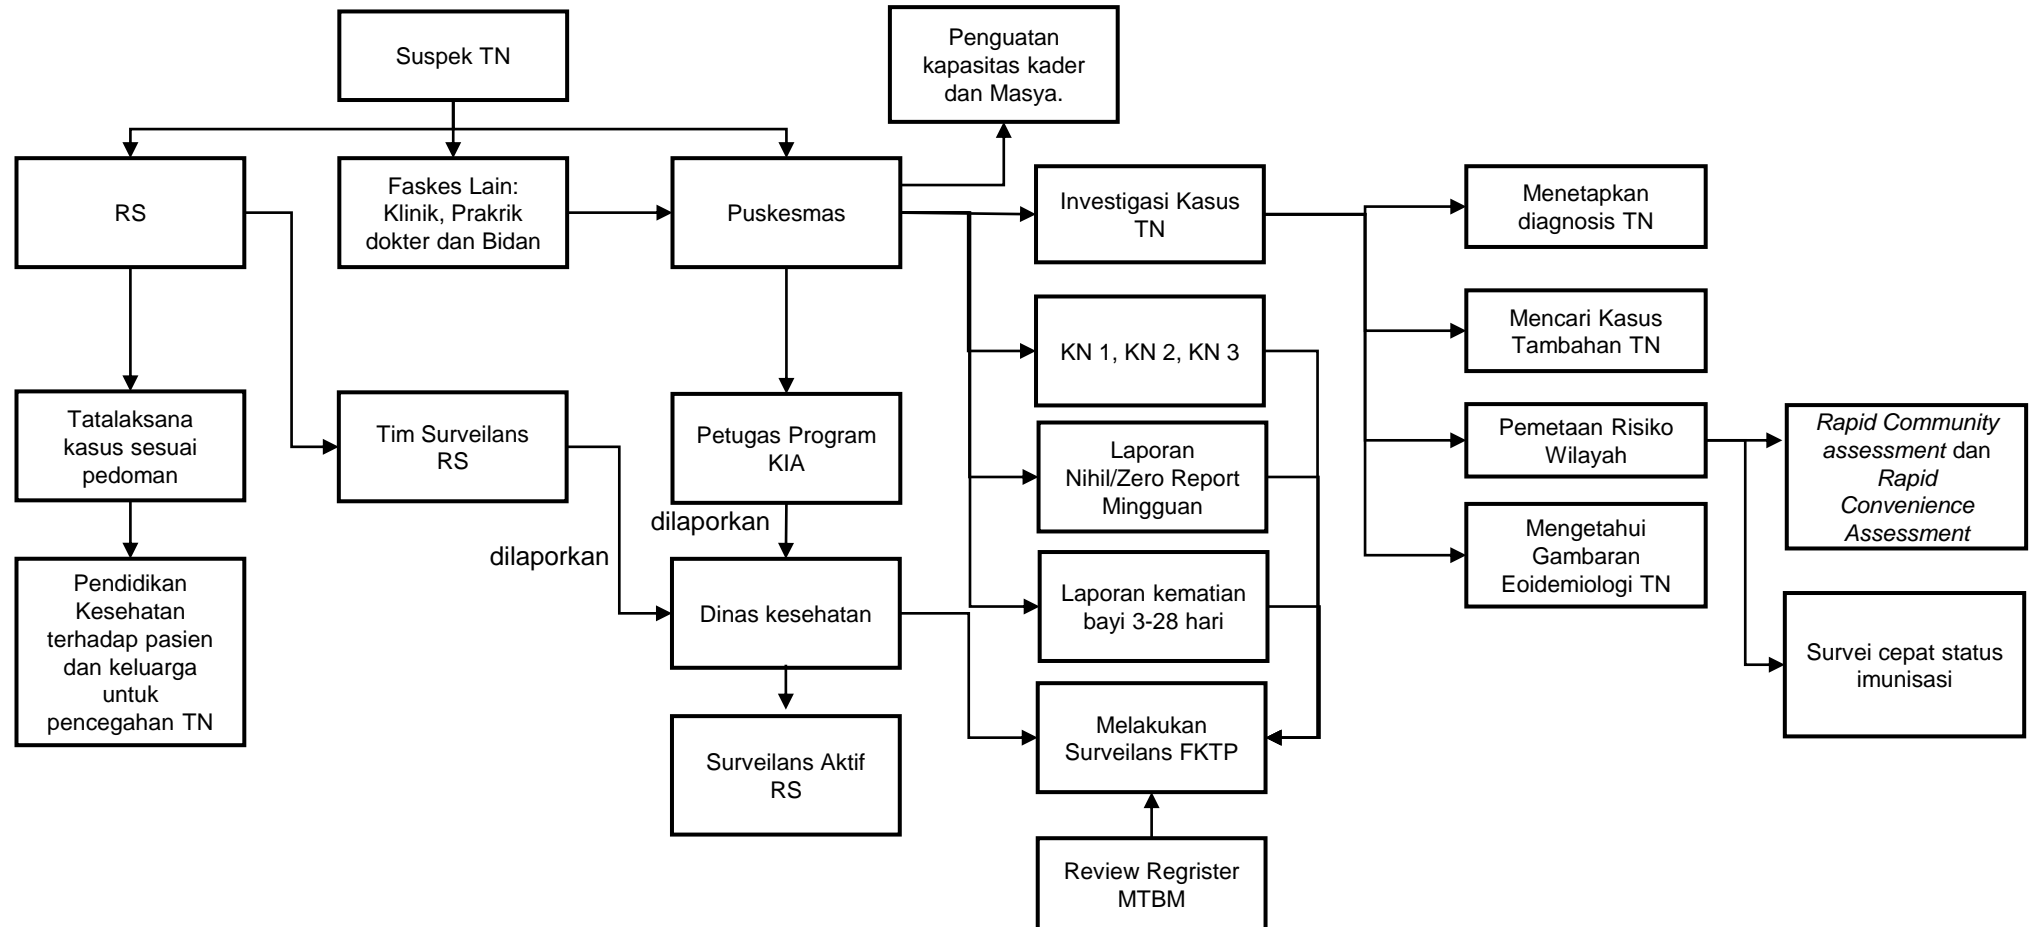 Suspek TN
Penguatan
kapasitas kader
dan Masya.
RS
Faskes Lain:
Klinik, Prakrik
dokter dan Bidan
Puskesmas
Investigasi Kasus
TN
Menetapkan
diagnosis TN
KN 1, KN 2, KN 3
Mencari Kasus
Tambahan TN
Tatalaksana
kasus sesuai
pedoman
Tim Surveilans
RS
Petugas Program
KIA
Laporan
Nihil/Zero Report
Mingguan
Pemetaan Risiko
Wilayah
Rapid Community
assessment dan
Rapid
Convenience
Assessment
dilaporkan
dilaporkan
Mengetahui
Gambaran
Eoidemiologi TN
Pendidikan
Kesehatan
terhadap pasien
dan keluarga
untuk
pencegahan TN
Dinas kesehatan
Laporan kematian
bayi 3-28 hari
Survei cepat status
imunisasi
Surveilans Aktif
RS
Melakukan
Surveilans FKTP
Review Regrister
MTBM